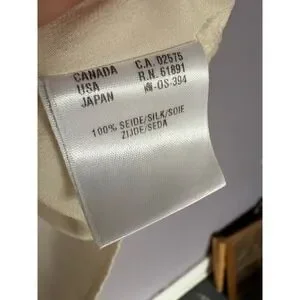 CANADA C.A. 02575
USA R.N. 61891
JAPAN -OS-394
100% SEIDE/SILK/SOIE
ZIJDE/SEDA